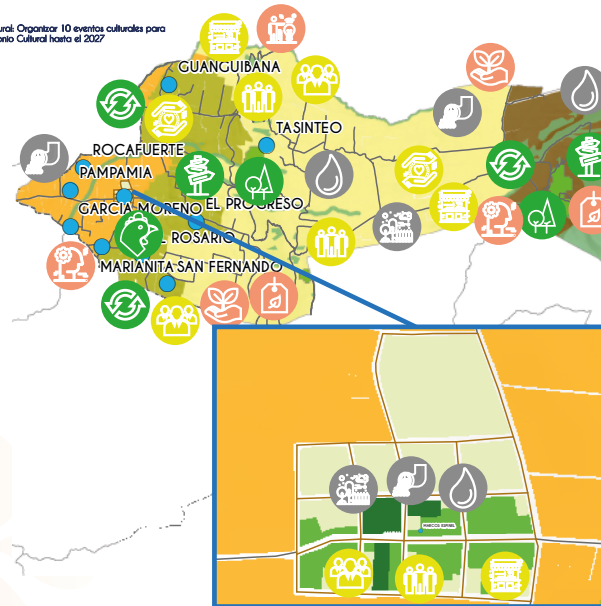 ural: Organizar 10 eventos culturales para
onio Cultural hasta el 2027
GUANGUIBANA
TASINTEO
ROCAFUERTE
PAMPAMIA
GARCIA MORENO
EL PROGRESO
ROSARIO
MARIANITA
SAN FERNANDO